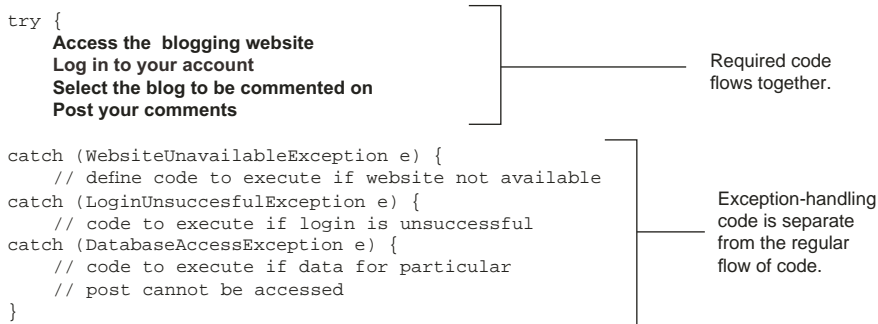 try {
Access the blogging website
Log in to your account
Select the blog to be commented on
Post your comments
Required code
flows together.
catch (WebsiteUnavailableException e) {
// define code to execute if website not available
catch (LoginUnsuccesfulException e) {
// code to execute if login is unsuccessful
catch (DatabaseAccessException e) {
// code to execute if data for particular
// post cannot be accessed
}
Exception-handling
code is separate
from the regular
flow of code.